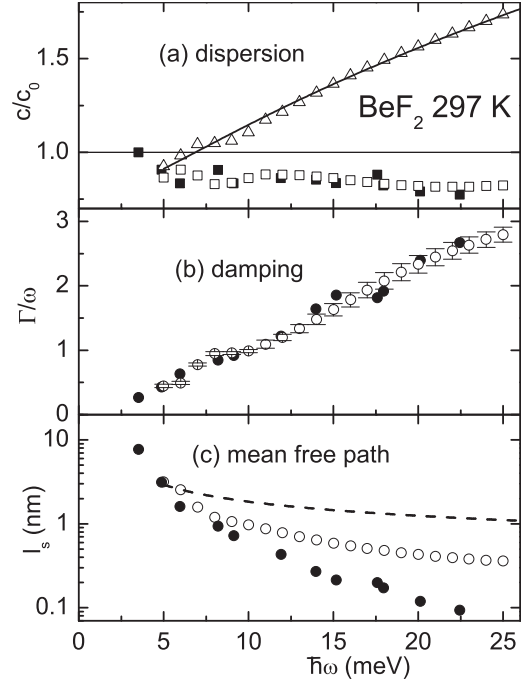 1.5
1.0
c/c₀
(a) dispersion
BeF₂ 297 K
3
2
1
0
Γ/ω
(b) damping
10
1
0.1
lₛ (nm)
(c) mean free path
0 5 10 15 20 25
ħω (meV)